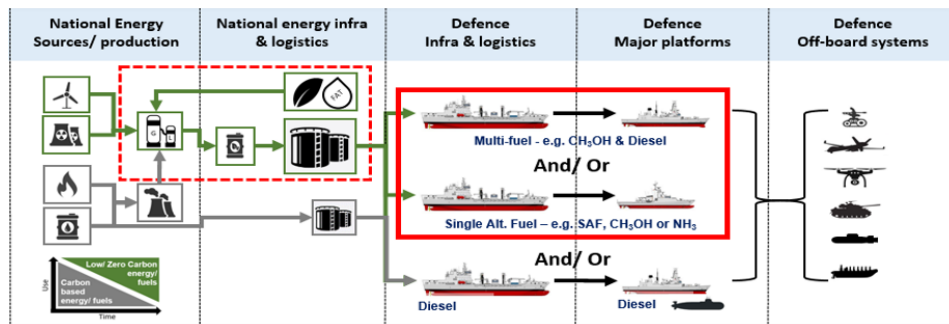 National Energy
Sources/ production
National energy infra
& logistics
Defence
Infra & logistics
Defence
Major platforms
Defence
Off-board systems
G
L
FAT
Multi-fuel - e.g. CH₃OH & Diesel
And/ Or
Single Alt. Fuel – e.g. SAF, CH₃OH or NH₃
And/ Or
Diesel
Diesel
Use
Low/ Zero Carbon
energy/
fuels
Carbon
based
energy/ fuels
Time